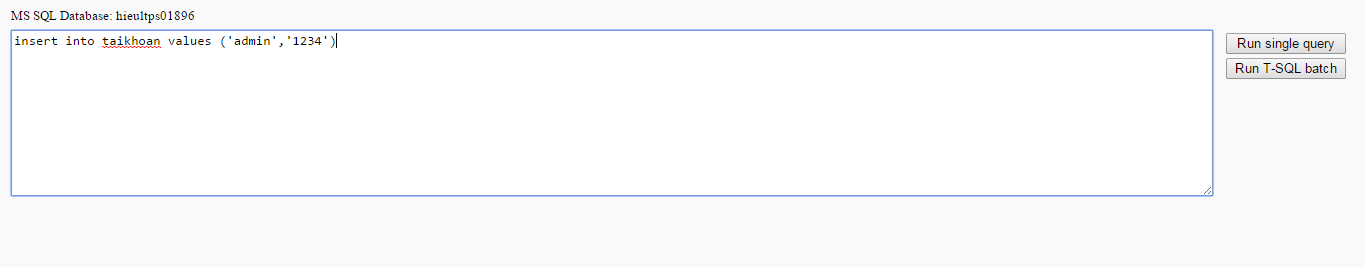 MS SQL Database: hieultps01896
insert into taikhoan values ('admin','1234')
Run single query
Run T-SQL batch